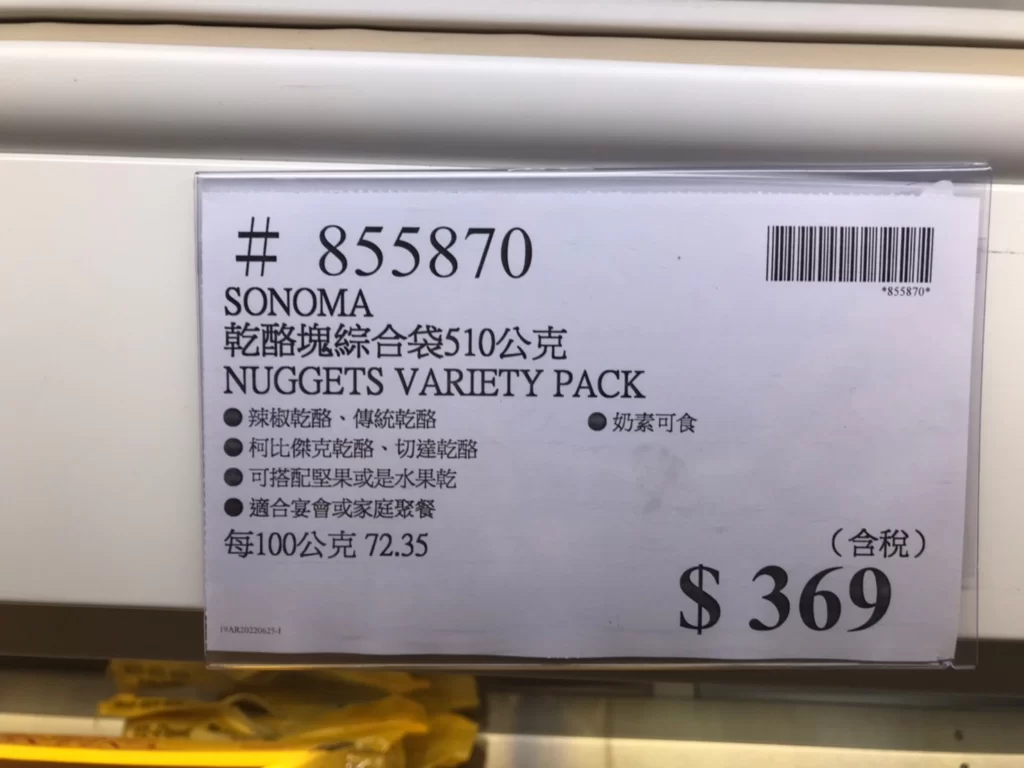 # 855870
*855870*
SONOMA
乾酪塊綜合袋510公克
NUGGETS VARIETY PACK
●辣椒乾酪、傳統乾酪
●奶素可食
●柯比傑克乾酪、切達乾酪
●可搭配堅果或是水果乾
●適合宴會或家庭聚餐
每100公克 72.35
（含稅）
$ 369
19AR20220625-I